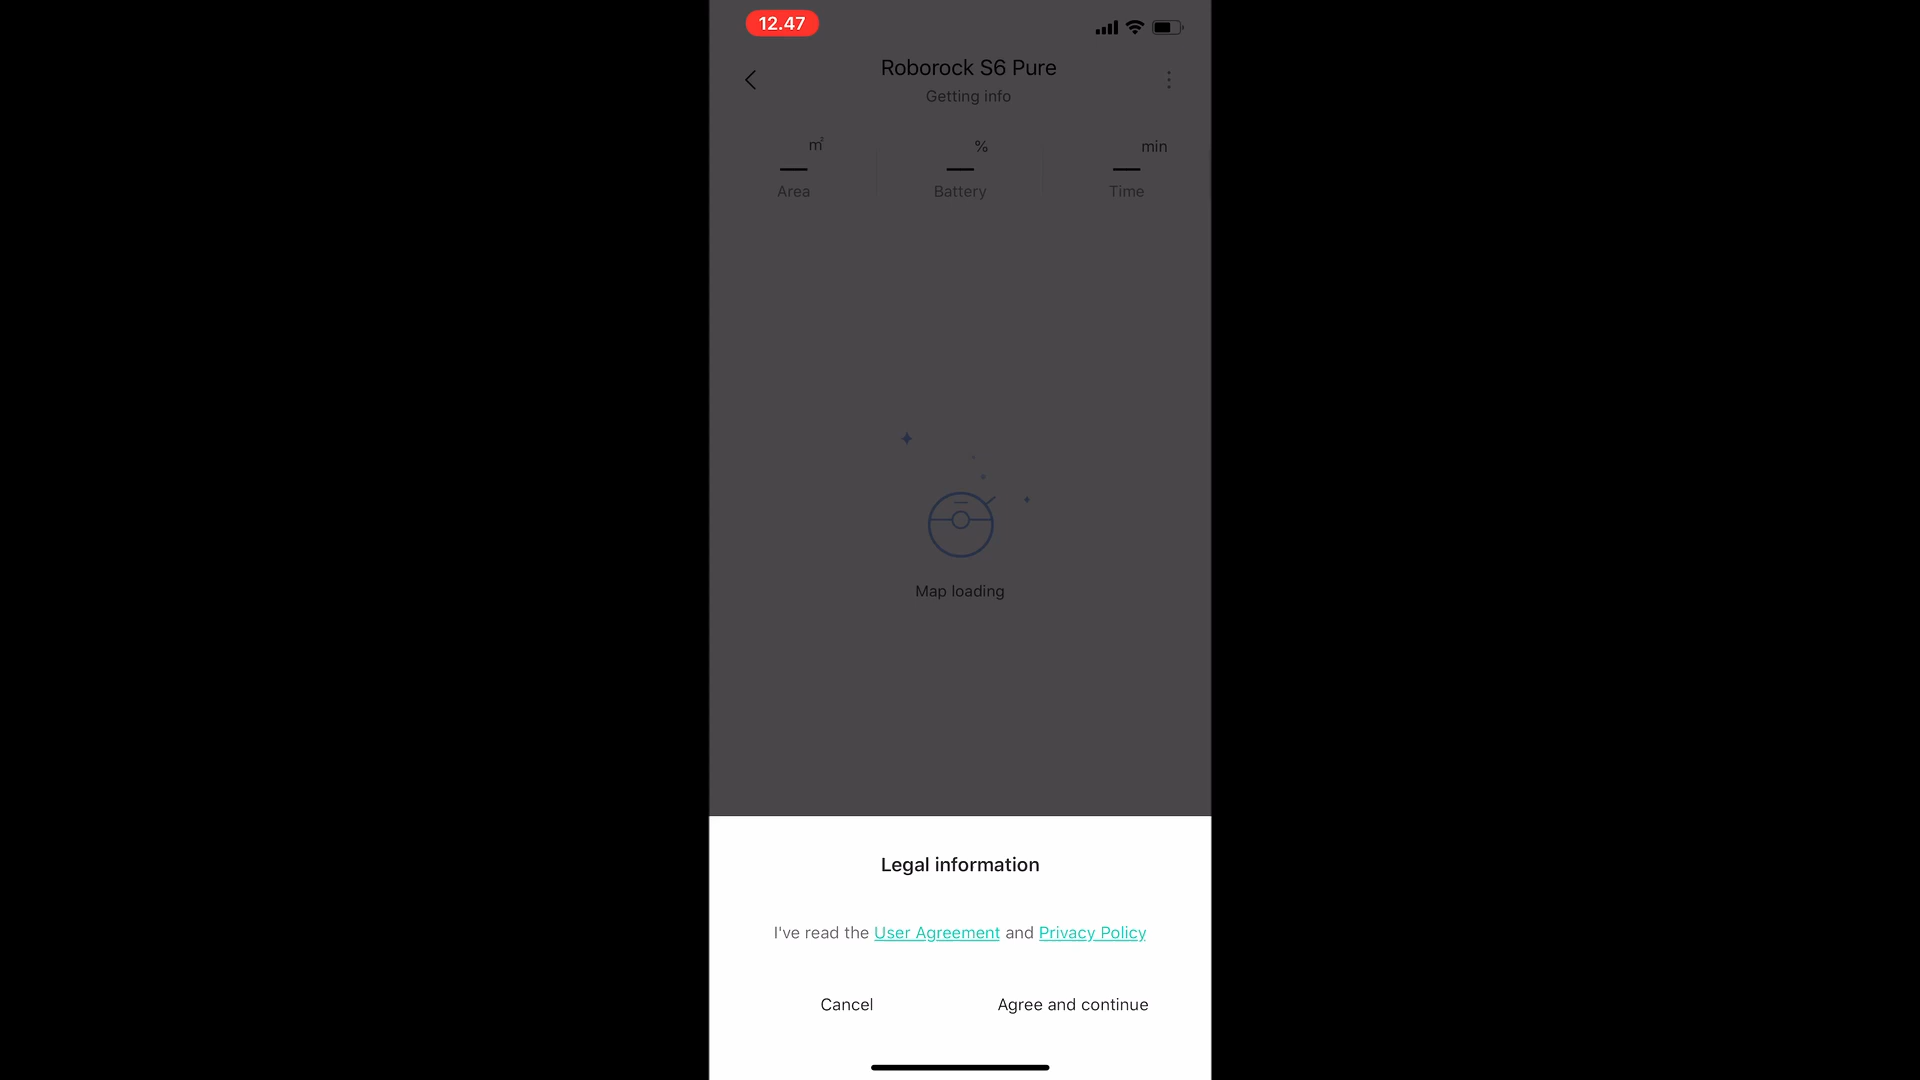 12.47
Roborock S6 Pure
Getting info
m² % min
— — —
Area Battery Time
Map loading
Legal information
I've read the User Agreement and Privacy Policy
Cancel Agree and continue